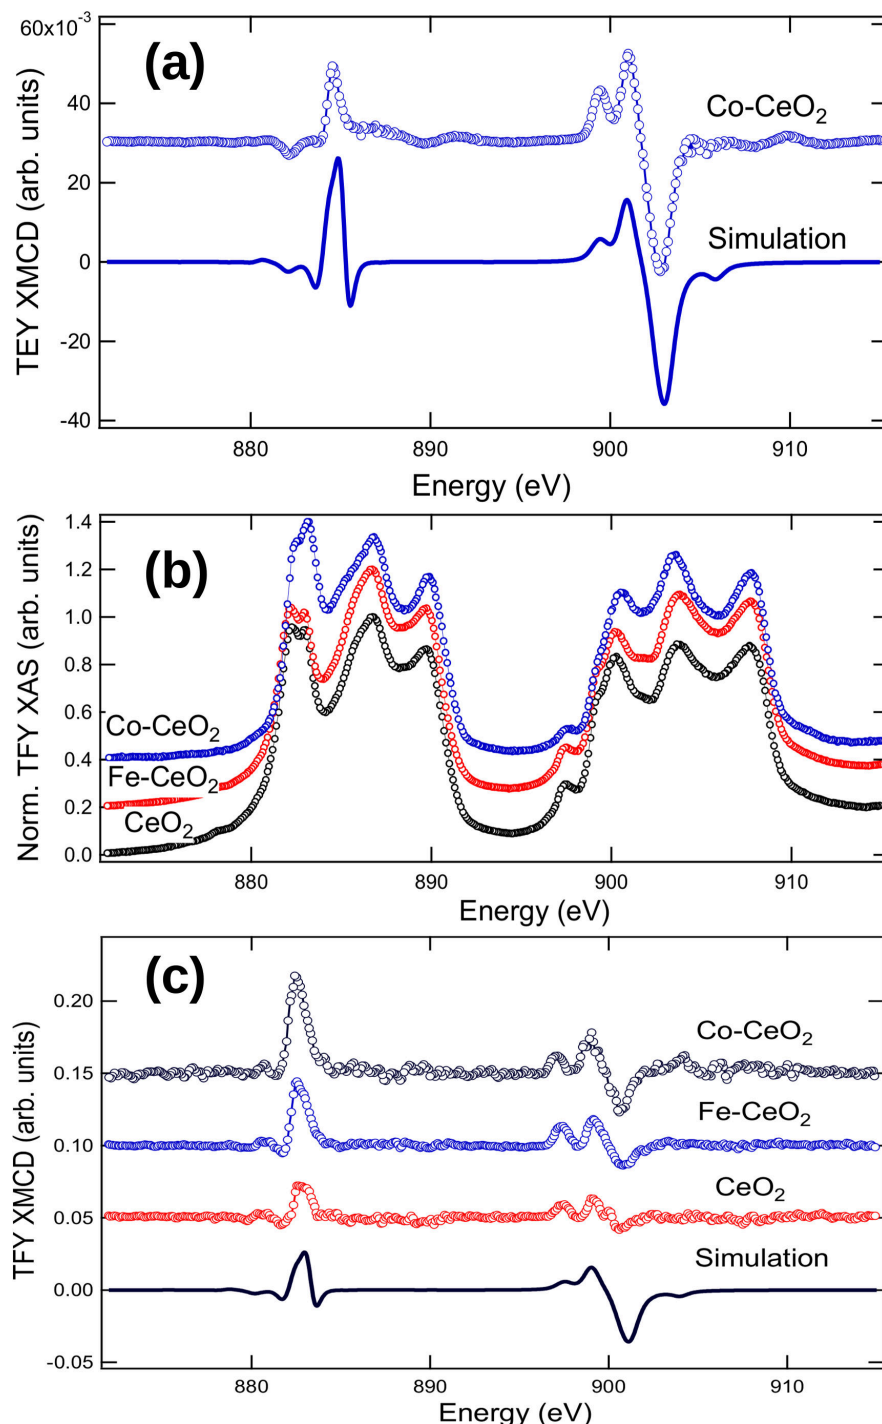 60x10⁻³
(a)
40
Co-CeO₂
20
Simulation
0
-20
-40
TEY XMCD (arb. units)
880
890
900
910
Energy (eV)
1.4
(b)
1.2
1.0
0.8
0.6
Co-CeO₂
0.4
Fe-CeO₂
0.2
CeO₂
0.0
Norm. TFY XAS (arb. units)
880
890
900
910
Energy (eV)
(c)
0.20
Co-CeO₂
0.15
Fe-CeO₂
0.10
CeO₂
0.05
Simulation
0.00
-0.05
TFY XMCD (arb. units)
880
890
900
910
Energy (eV)